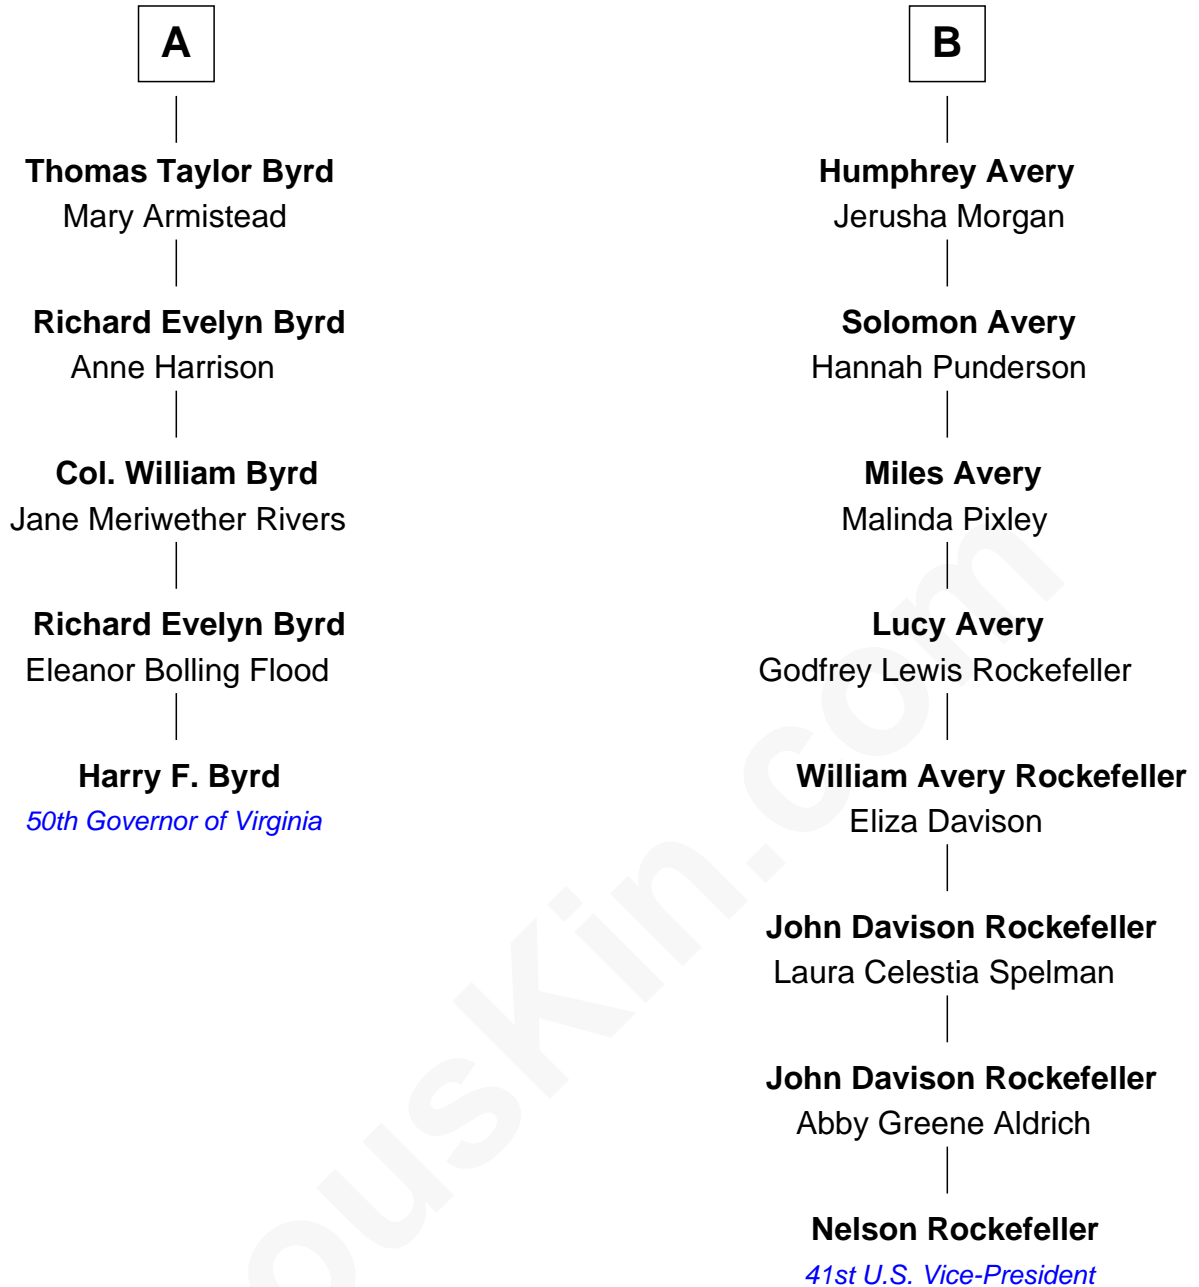 A
Thomas Taylor Byrd
Mary Armistead
Richard Evelyn Byrd
Anne Harrison
Col. William Byrd
Jane Meriwether Rivers
Richard Evelyn Byrd
Eleanor Bolling Flood
Harry F. Byrd
50th Governor of Virginia
B
Humphrey Avery
Jerusha Morgan
Solomon Avery
Hannah Punderson
Miles Avery
Malinda Pixley
Lucy Avery
Godfrey Lewis Rockefeller
William Avery Rockefeller
Eliza Davison
John Davison Rockefeller
Laura Celestia Spelman
John Davison Rockefeller
Abby Greene Aldrich
Nelson Rockefeller
41st U.S. Vice-President
ousKin.com